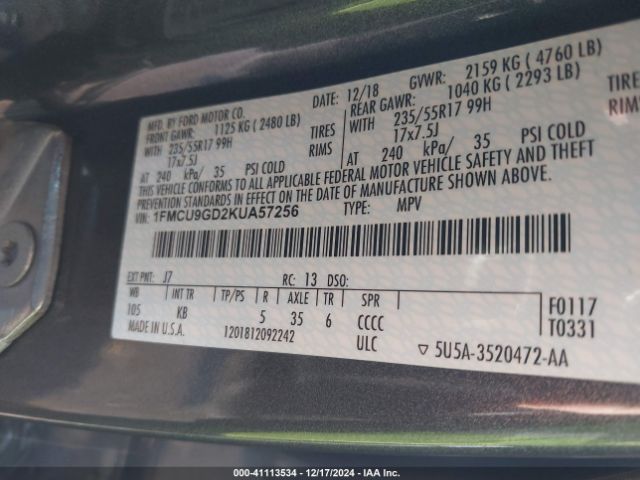 MFD. BY FORD MOTOR CO.
DATE: 12/18
GVWR: 2159 KG ( 4760 LB)
FRONT GAWR: 1125 KG ( 2480 LB)
REAR GAWR: 1040 KG ( 2293 LB)
WITH 235/55R17 99H TIRES
WITH 235/55R17 99H
17x7.5J RIMS
17x7.5J RIMS
AT 240 kPa/ 35 PSI COLD
AT 240 kPa/ 35 PSI COLD
THIS VEHICLE CONFORMS TO ALL APPLICABLE FEDERAL MOTOR VEHICLE SAFETY AND THEFT
PREVENTION STANDARDS IN EFFECT ON THE DATE OF MANUFACTURE SHOWN ABOVE.
VIN: 1FMCU9GD2KUA57256
TYPE: MPV
EXT PNT: J7 RC: 13 DSO:
WB INT TR TP/PS R AXLE TR SPR
105 KB 5 35 6 CCCC
F0117
T0331
MADE IN U.S.A. 1201812092242 ULC
▽ 5U5A-3520472-AA
000-41113534 - 12/17/2024 - IAA Inc.